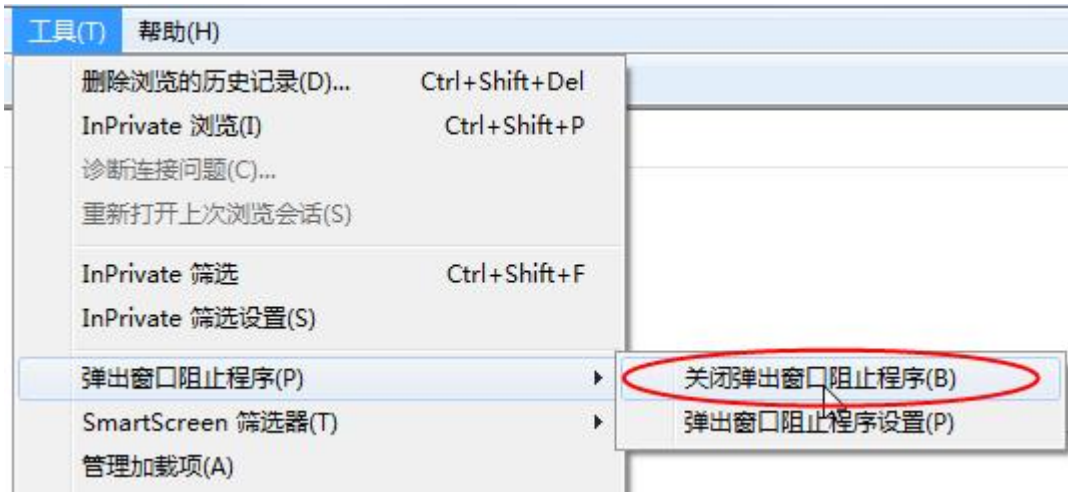 工具(T) 帮助(H)
删除浏览的历史记录(D)... Ctrl+Shift+Del
InPrivate 浏览(I) Ctrl+Shift+P
诊断连接问题(C)...
重新打开上次浏览会话(S)
InPrivate 筛选 Ctrl+Shift+F
InPrivate 筛选设置(S)
弹出窗口阻止程序(P) 关闭弹出窗口阻止程序(B)
SmartScreen 筛选器(T) 弹出窗口阻止程序设置(P)
管理加载项(A)